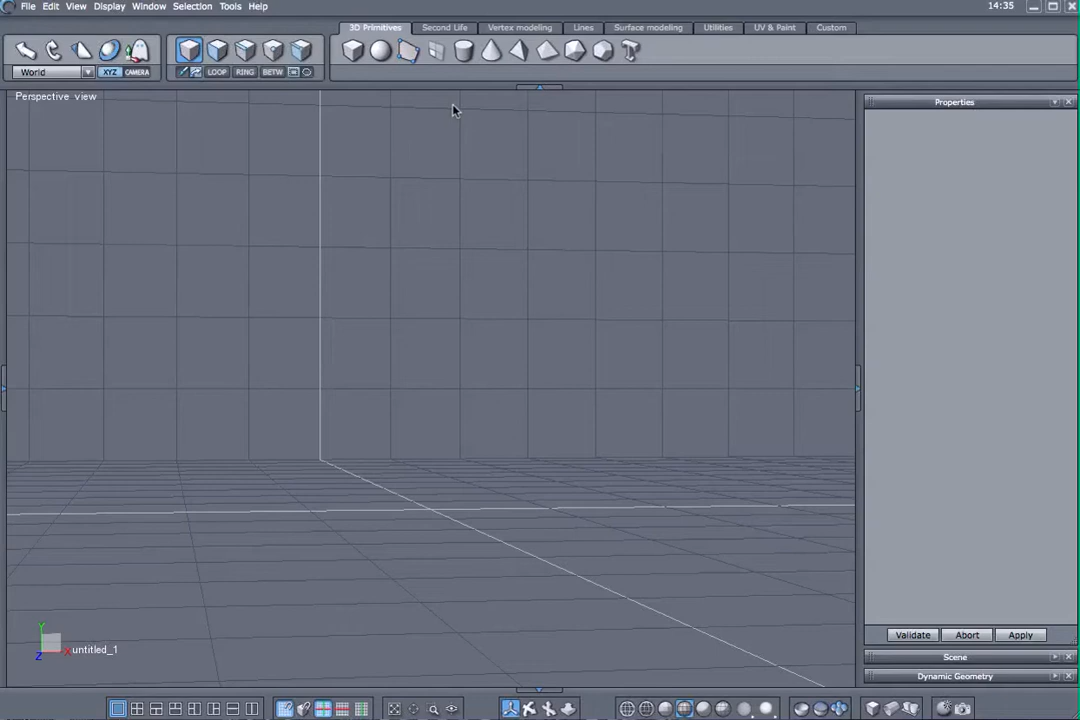 File Edit View Display Window Selection Tools Help 14:35
3D Primitives Second Life Vertex modeling Lines Surface modeling Utilities UV & Paint Custom
World XYZ CAMERA LOOP RING BETW
Perspective view
Properties
Validate Abort Apply
Scene
Dynamic Geometry
Y
Z X untitled_1